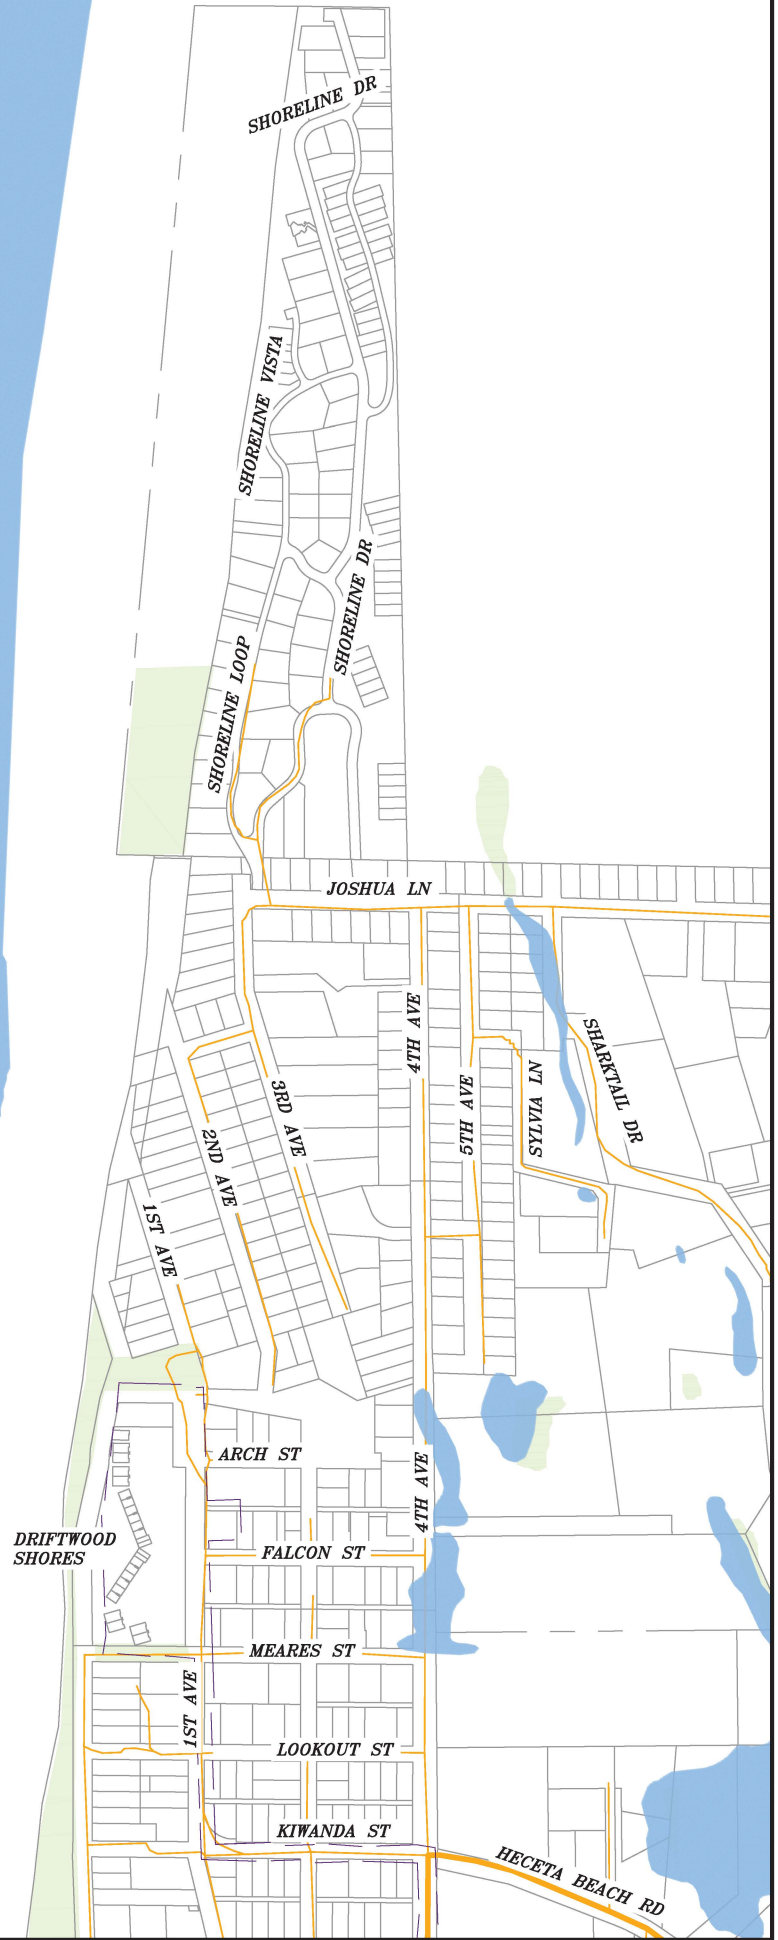 SHORELINE DR
SHORELINE VISTA
SHORELINE DR
SHORELINE LOOP
JOSHUA LN
4TH AVE
SHARKTAIL DR
SYLVIA LN
5TH AVE
3RD AVE
2ND AVE
1ST AVE
ARCH ST
4TH AVE
DRIFTWOOD
SHORES
FALCON ST
MEARES ST
1ST AVE
LOOKOUT ST
KIWANDA ST
HECETA BEACH RD